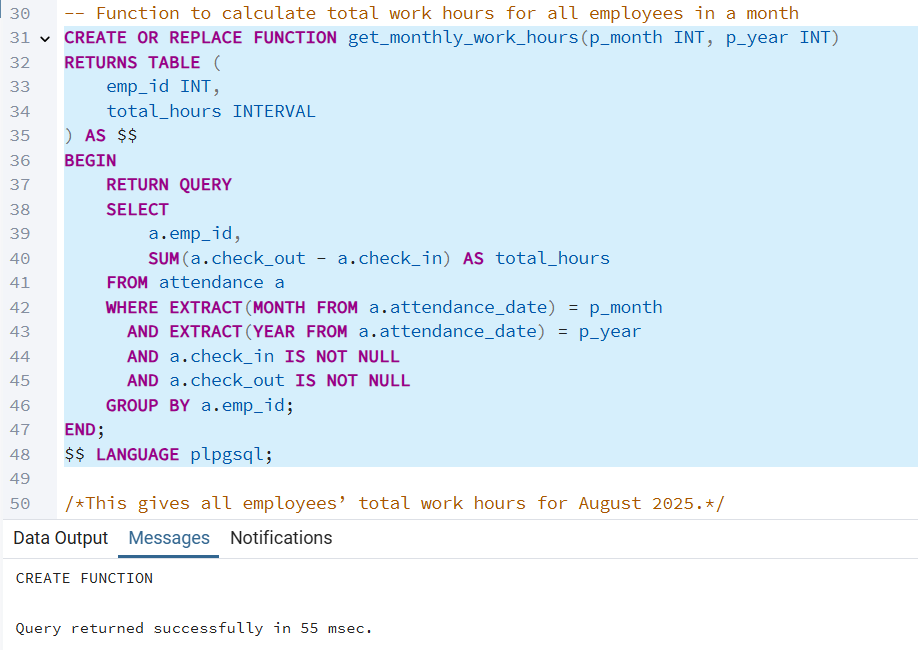 30 -- Function to calculate total work hours for all employees in a month
31 CREATE OR REPLACE FUNCTION get_monthly_work_hours(p_month INT, p_year INT)
32 RETURNS TABLE (
33     emp_id INT,
34     total_hours INTERVAL
35 ) AS $$
36 BEGIN
37     RETURN QUERY
38     SELECT
39         a.emp_id,
40         SUM(a.check_out - a.check_in) AS total_hours
41     FROM attendance a
42     WHERE EXTRACT(MONTH FROM a.attendance_date) = p_month
43       AND EXTRACT(YEAR FROM a.attendance_date) = p_year
44       AND a.check_in IS NOT NULL
45       AND a.check_out IS NOT NULL
46     GROUP BY a.emp_id;
47 END;
48 $$ LANGUAGE plpgsql;
49
50 /*This gives all employees’ total work hours for August 2025.*/
Data Output Messages Notifications
CREATE FUNCTION
Query returned successfully in 55 msec.